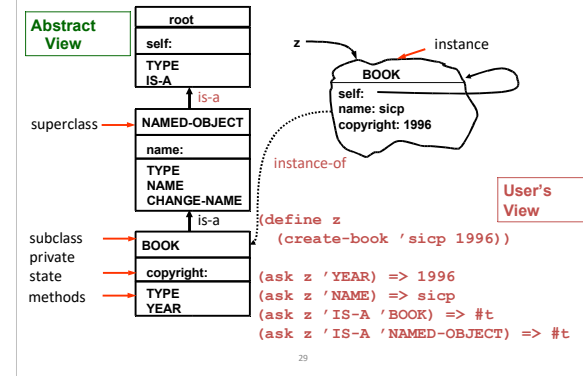 Abstract
View
root
self:
TYPE
IS-A
is-a
superclass
NAMED-OBJECT
name:
TYPE
NAME
CHANGE-NAME
is-a
subclass
BOOK
private
state
copyright:
methods
TYPE
YEAR
z
instance
BOOK
self:
name: sicp
copyright: 1996
instance-of
User's
View
(define z
(create-book 'sicp 1996))
(ask z 'YEAR) => 1996
(ask z 'NAME) => sicp
(ask z 'IS-A 'BOOK) => #t
(ask z 'IS-A 'NAMED-OBJECT) => #t
29